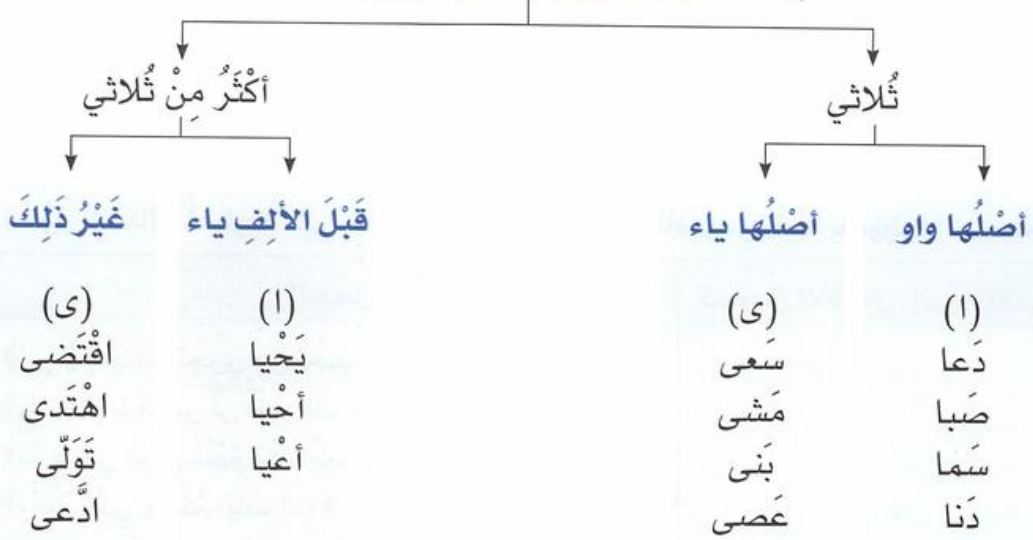 ثُلاثي أكْثَرُ مِنْ ثُلاثي
أصْلُها واو أصْلُها ياء قَبْلَ الألِفِ ياء غَيْرُ ذَلِكَ
(ا) (ى) (ا) (ى)
دَعا سَعى يَحْيا اقْتَضى
صَبا مَشى أحْيا اهْتَدى
سَما بَنى أعْيا تَوَلّى
دَنا عَصى ادَّعى